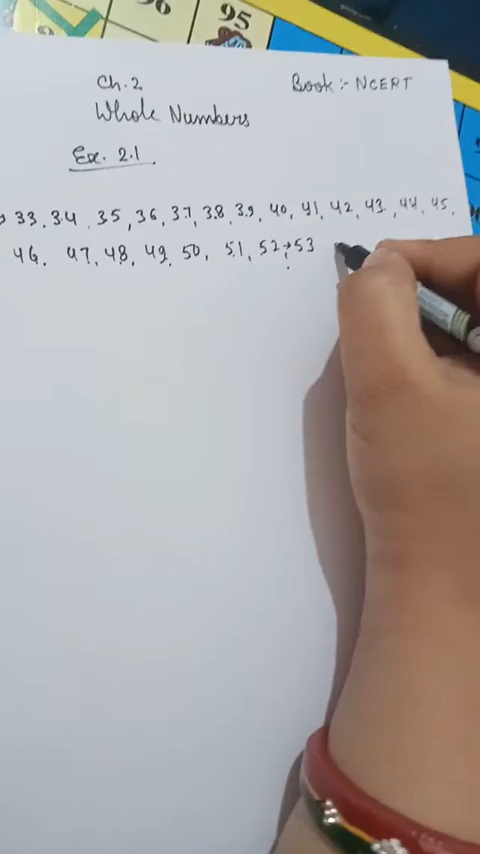 96
95
Ch. 2
Book :- NCERT
Whole Numbers
Ex. 2.1
33. 34. 35, 36, 37, 38, 39, 40, 41, 42, 43, 44, 45.
46. 47, 48, 49, 50, 51, 52, 53